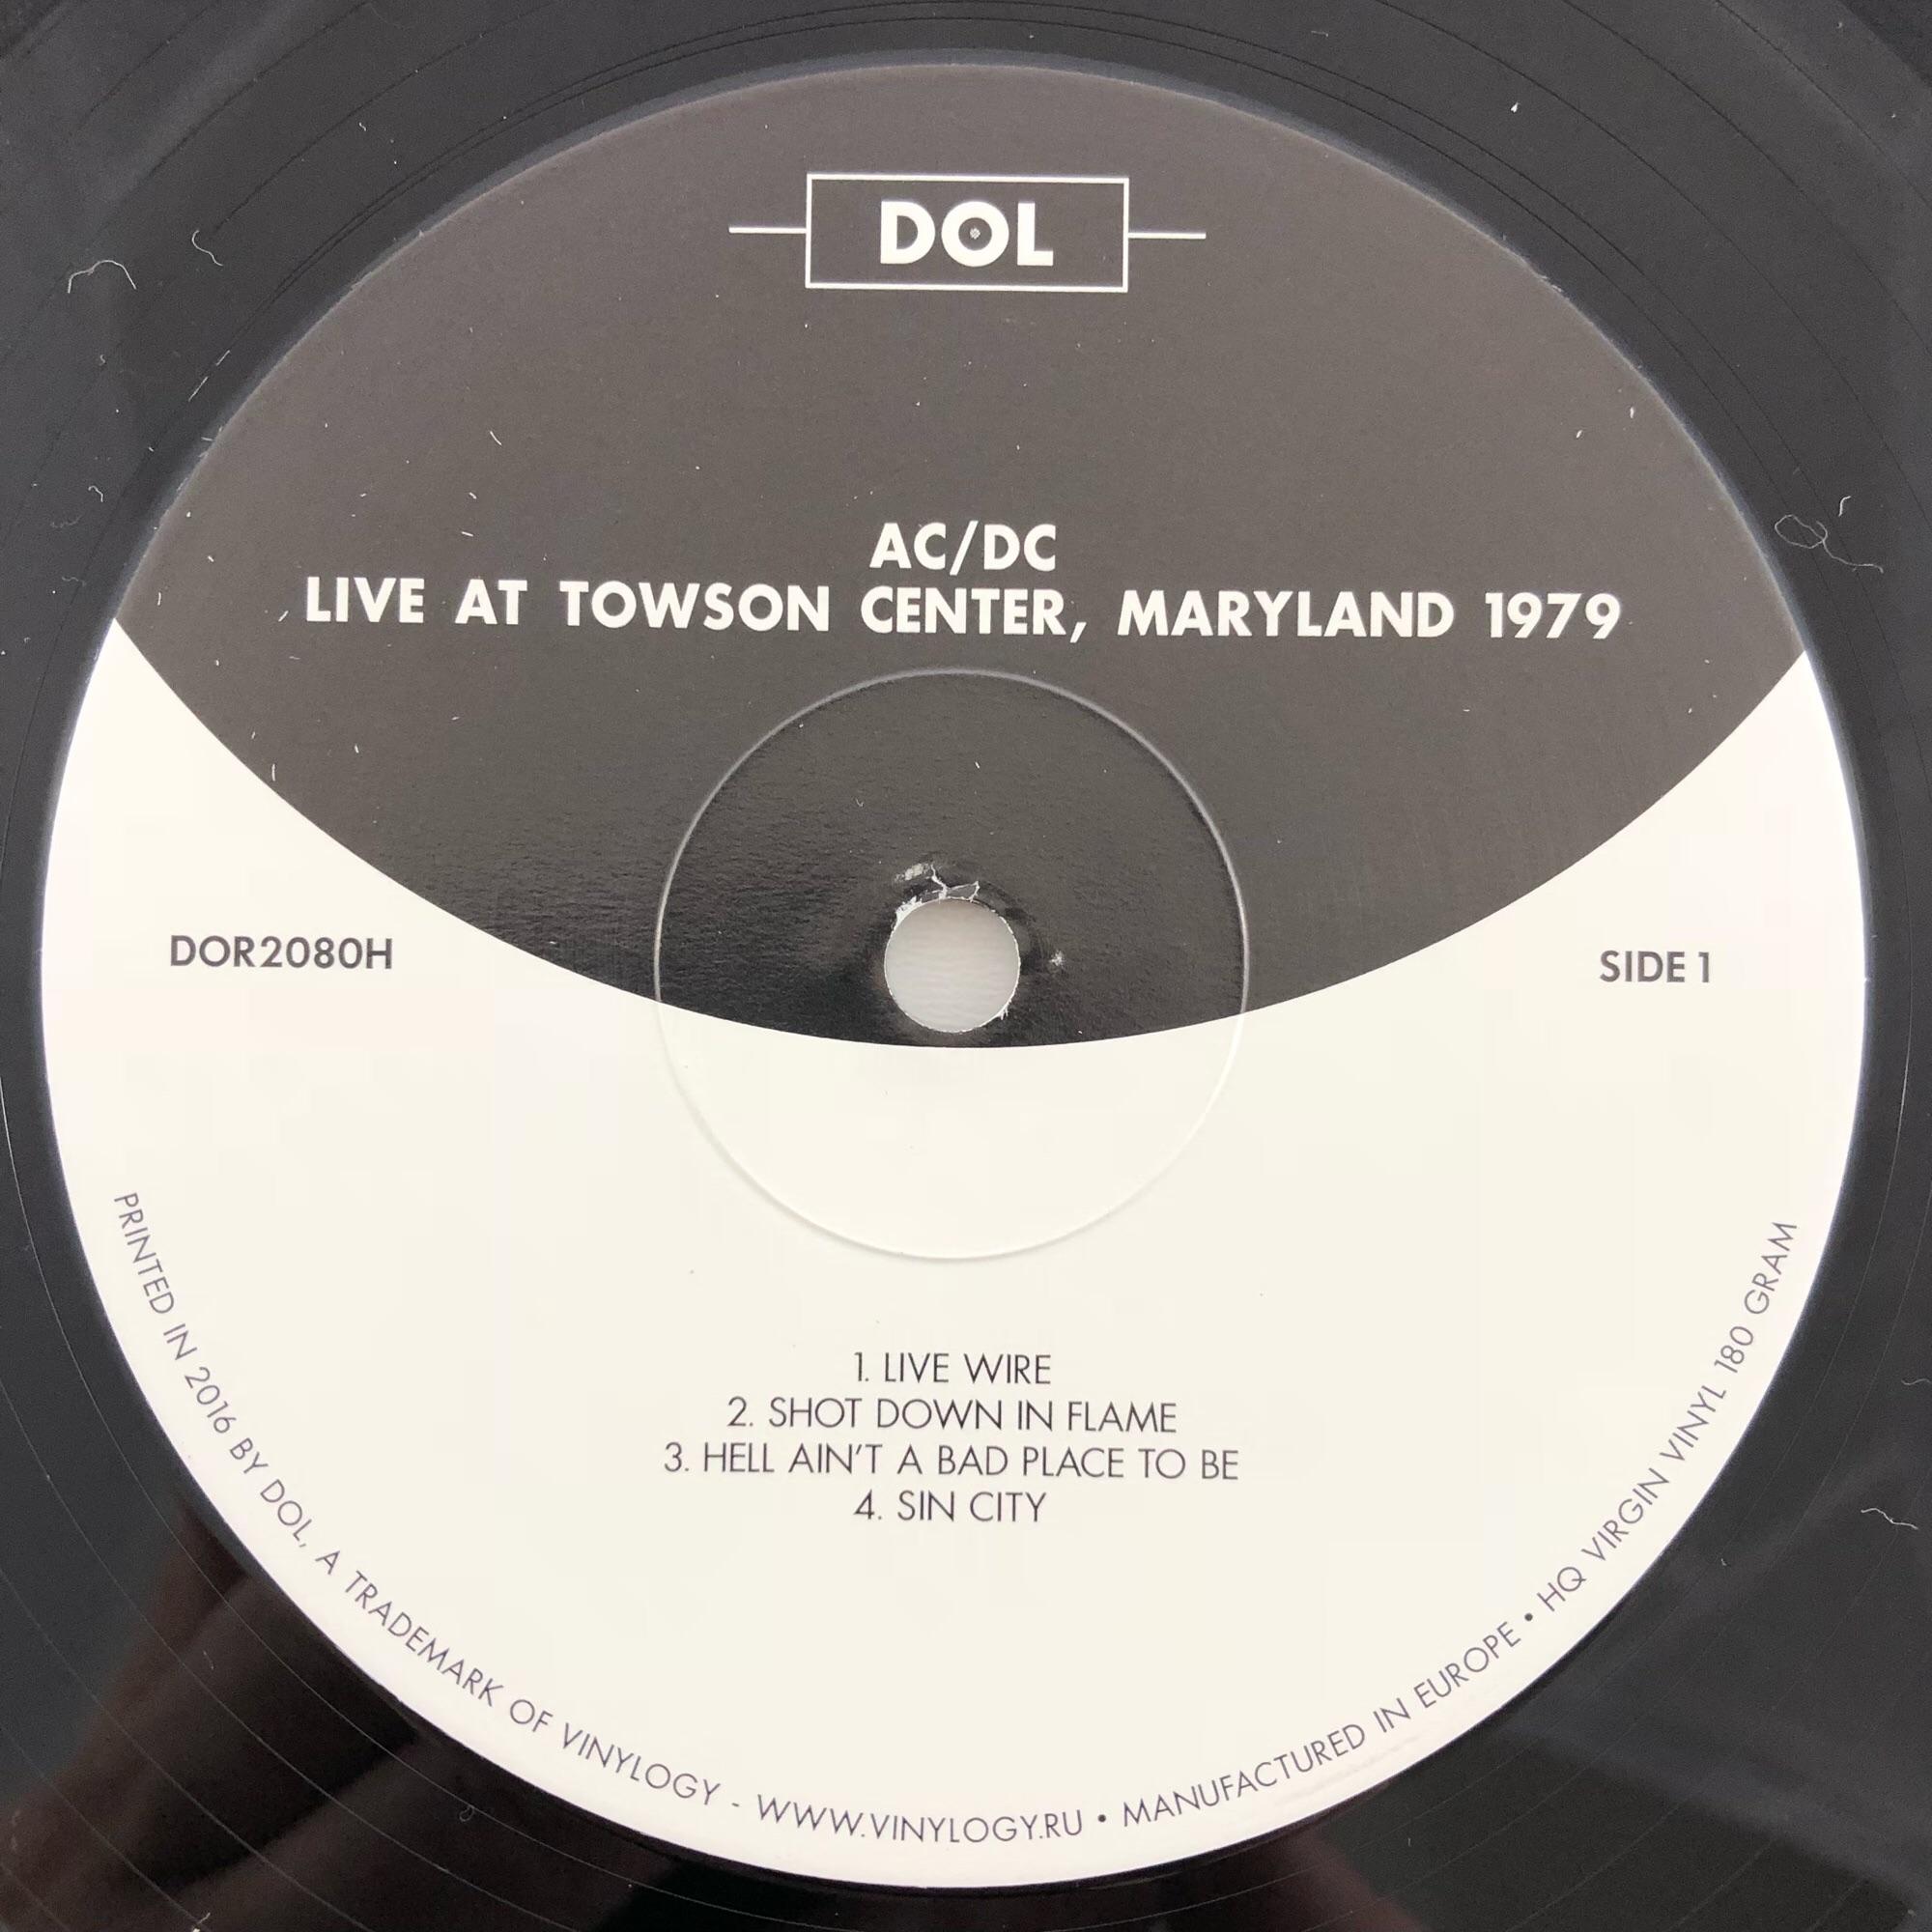 DOL
AC/DC
LIVE AT TOWSON CENTER, MARYLAND 1979
DOR2080H
SIDE 1
1. LIVE WIRE
2. SHOT DOWN IN FLAME
3. HELL AIN'T A BAD PLACE TO BE
4. SIN CITY
PRINTED IN 2016 BY DOL, A TRADEMARK OF VINYLOGY - WWW.VINYLOGY.RU • MANUFACTURED IN EUROPE • HQ VIRGIN VINYL 180 GRAM